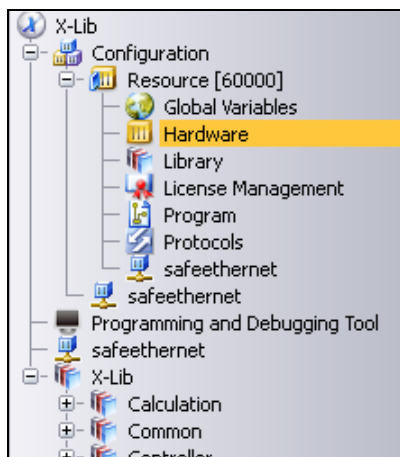 X-Lib
Configuration
Resource [60000]
Global Variables
Hardware
Library
License Management
Program
Protocols
safeethernet
safeethernet
Programming and Debugging Tool
safeethernet
X-Lib
Calculation
Common
Controller